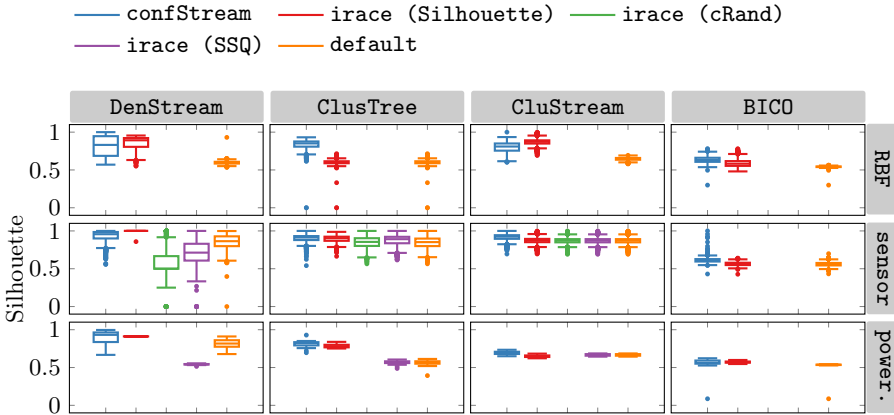 confStream irace (Silhouette) irace (cRand)
irace (SSQ) default
DenStream ClusTree CluStream BICO
1
0.5
0
RBF
Silhouette
1
0.5
0
sensor
1
0.5
0
power.